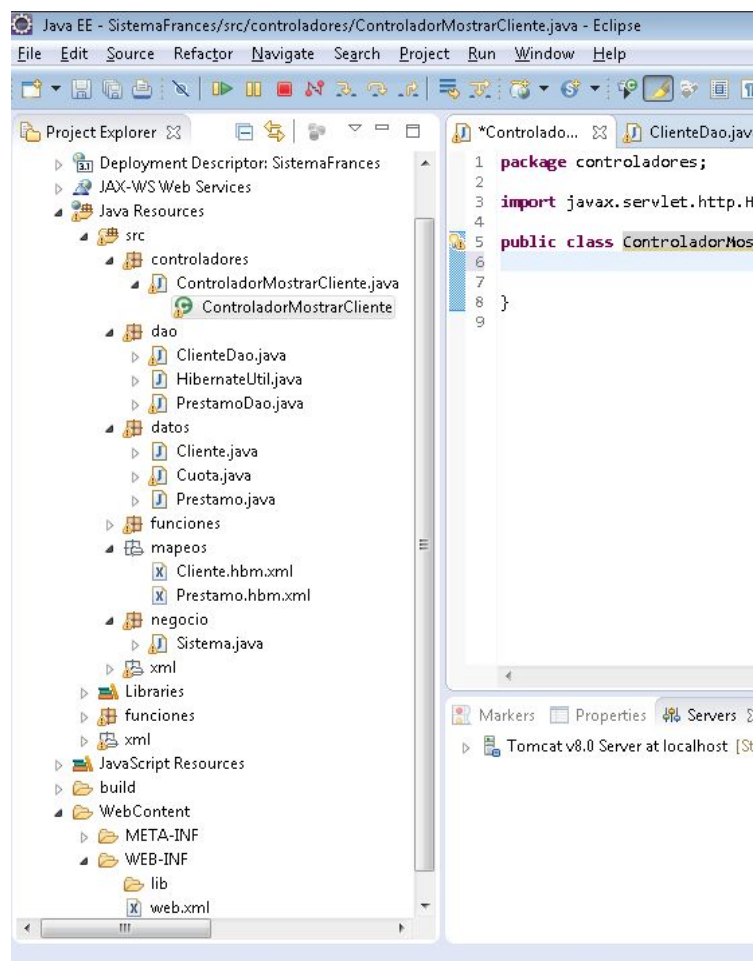 Java EE - SistemaFrances/src/controladores/ControladorMostrarCliente.java - Eclipse
File Edit Source Refactor Navigate Search Project Run Window Help
Project Explorer
Deployment Descriptor: SistemaFrances
JAX-WS Web Services
Java Resources
src
controladores
ControladorMostrarCliente.java
ControladorMostrarCliente
dao
ClienteDao.java
HibernateUtil.java
PrestamoDao.java
datos
Cliente.java
Cuota.java
Prestamo.java
funciones
mapeos
Cliente.hbm.xml
Prestamo.hbm.xml
negocio
Sistema.java
xml
Libraries
funciones
xml
JavaScript Resources
build
WebContent
META-INF
WEB-INF
lib
web.xml
*Controlado... ClienteDao.jav
1 package controladores;
2
3 import javax.servlet.http.H
4
5 public class ControladorMos
6
7
8 }
9
Markers Properties Servers
Tomcat v8.0 Server at localhost [St